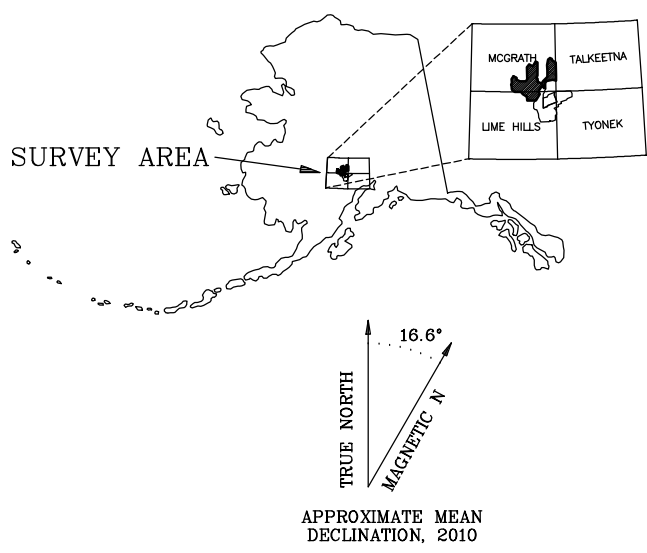 MCGRATH
TALKEETNA
LIME HILLS
TYONEK
SURVEY AREA
16.6°
TRUE NORTH
MAGNETIC N
APPROXIMATE MEAN
DECLINATION, 2010